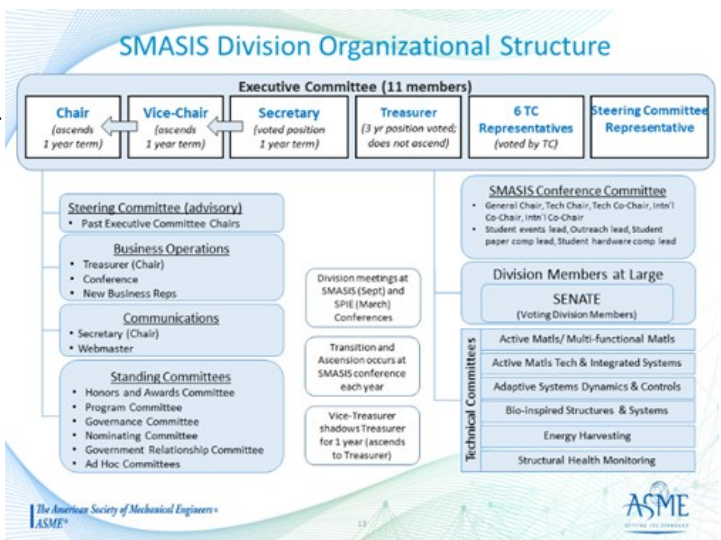 SMASIS Division Organizational Structure
Executive Committee (11 members)
Chair
(ascends
1 year term)
Vice-Chair
(ascends
1 year term)
Secretary
(voted position
1 year term)
Treasurer
(3 yr position voted;
does not ascend)
6 TC
Representatives
(voted by TC)
Steering Committee
Representative
Steering Committee (advisory)
• Past Executive Committee Chairs
Business Operations
• Treasurer (Chair)
• Conference
• New Business Reps
Communications
• Secretary (Chair)
• Webmaster
Standing Committees
• Honors and Awards Committee
• Program Committee
• Governance Committee
• Nominating Committee
• Government Relationship Committee
• Ad Hoc Committees
Division meetings at
SMASIS (Sept) and
SPIE (March)
Conferences
Transition and
Ascension occurs at
SMASIS conference
each year
Vice-Treasurer
shadows Treasurer
for 1 year (ascends
to Treasurer)
SMASIS Conference Committee
• General Chair, Tech Chair, Tech Co-Chair, Intn'l
Co-Chair, Intn'l Co-Chair
• Student events lead, Outreach lead, Student
paper comp lead, Student hardware comp lead
Division Members at Large
SENATE
(Voting Division Members)
Technical Committees
Active Matls/ Multi-functional Matls
Active Matls Tech & Integrated Systems
Adaptive Systems Dynamics & Controls
Bio-inspired Structures & Systems
Energy Harvesting
Structural Health Monitoring
The American Society of Mechanical Engineers®
ASME®
13
ASME
SETTING THE STANDARD